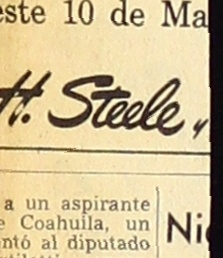 este 10 de Ma
H. Steele,,
a un aspirante
e Coahuila, un
ntó al diputado
Ni